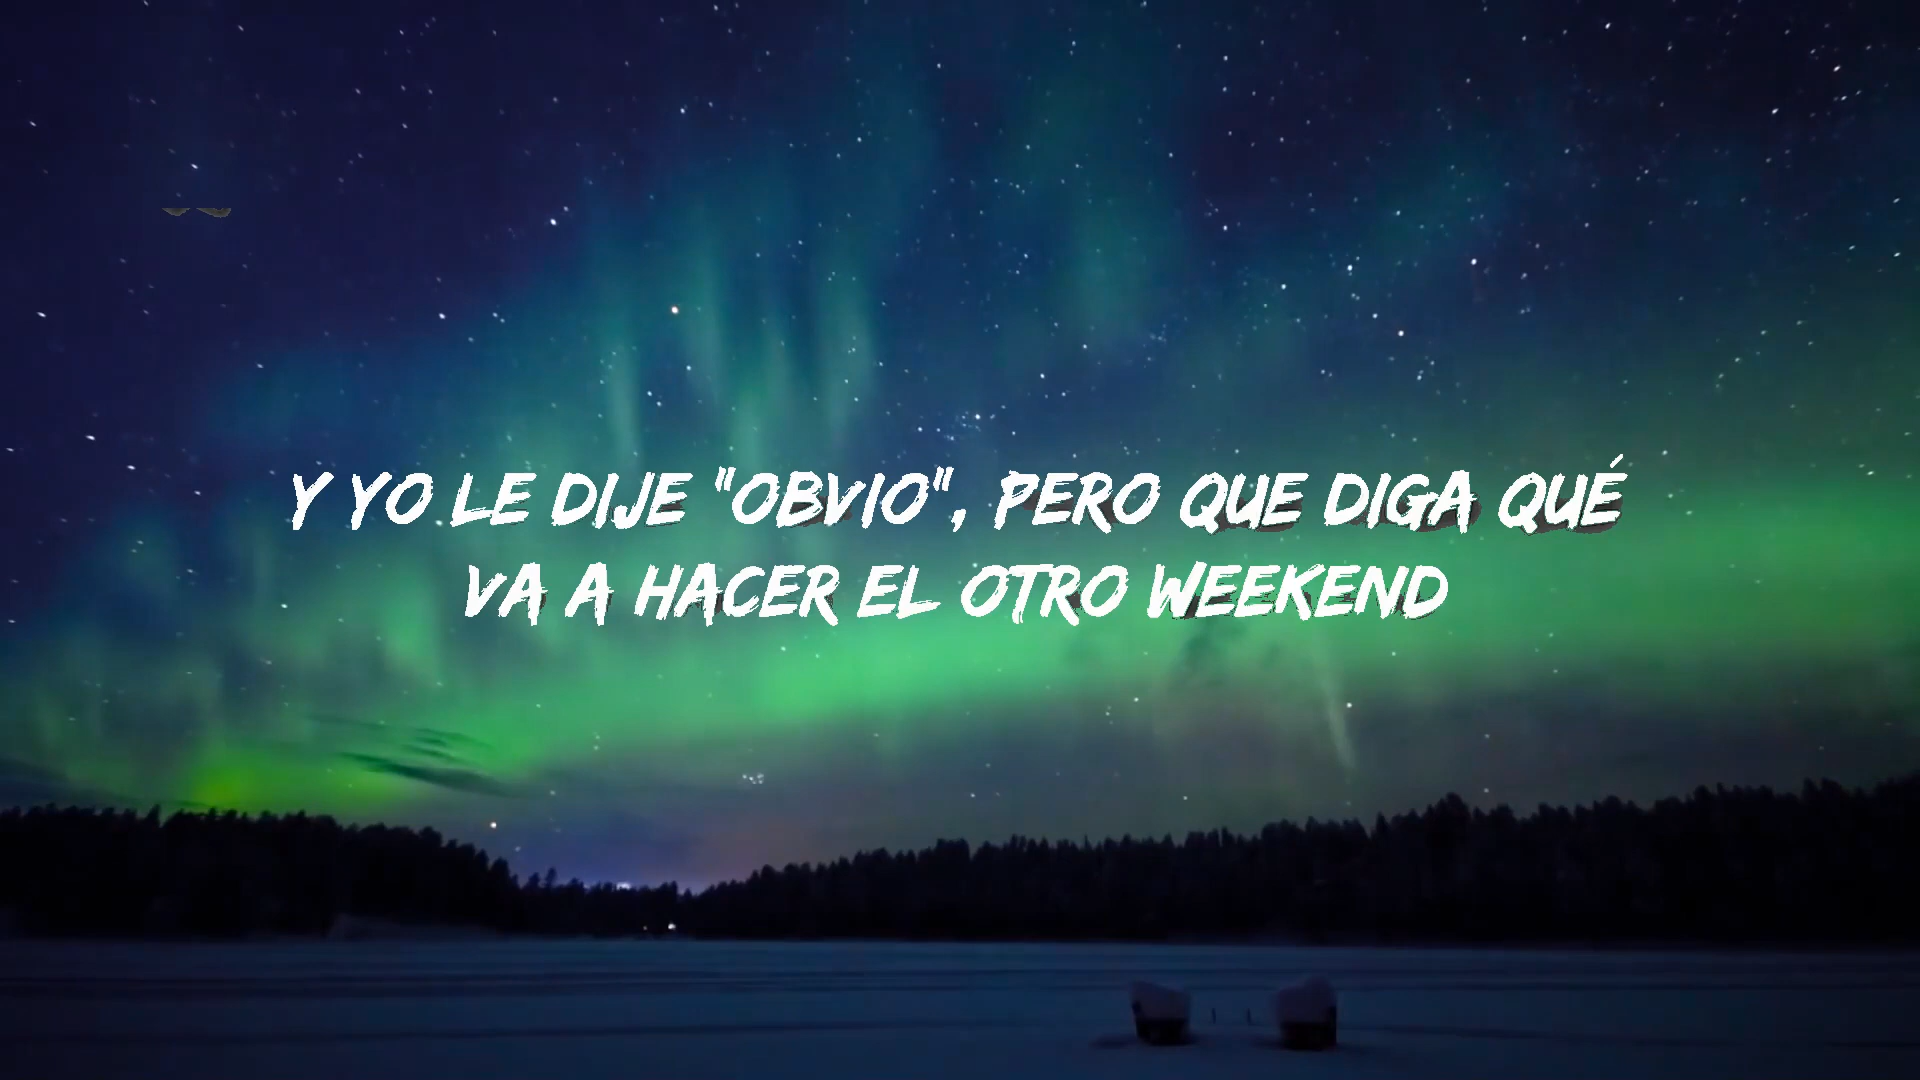 Y YO LE DIJE "OBVIO", PERO QUE DIGA QUÉ
VA A HACER EL OTRO WEEKEND